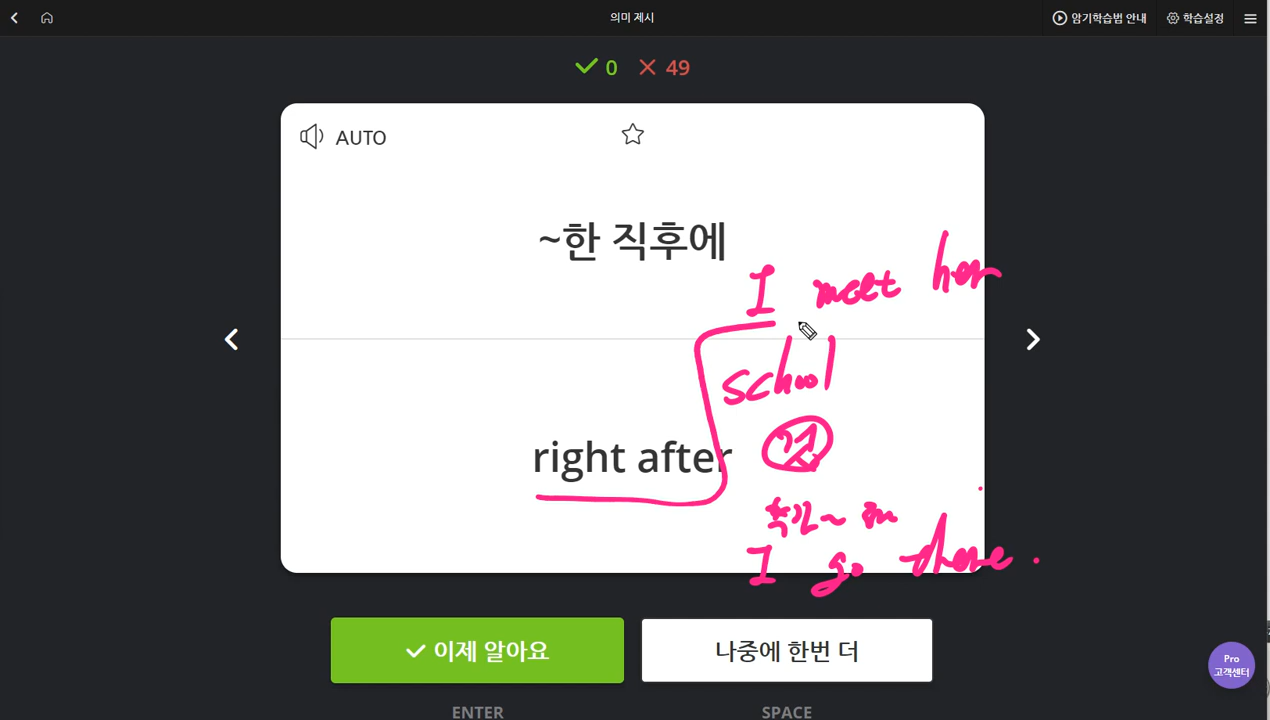 의미 제시
암기학습법 안내
학습설정
0
49
AUTO
~한 직후에
I met her
school
right after
I go there.
이제 알아요
나중에 한번 더
ENTER
SPACE
Pro
고객센터